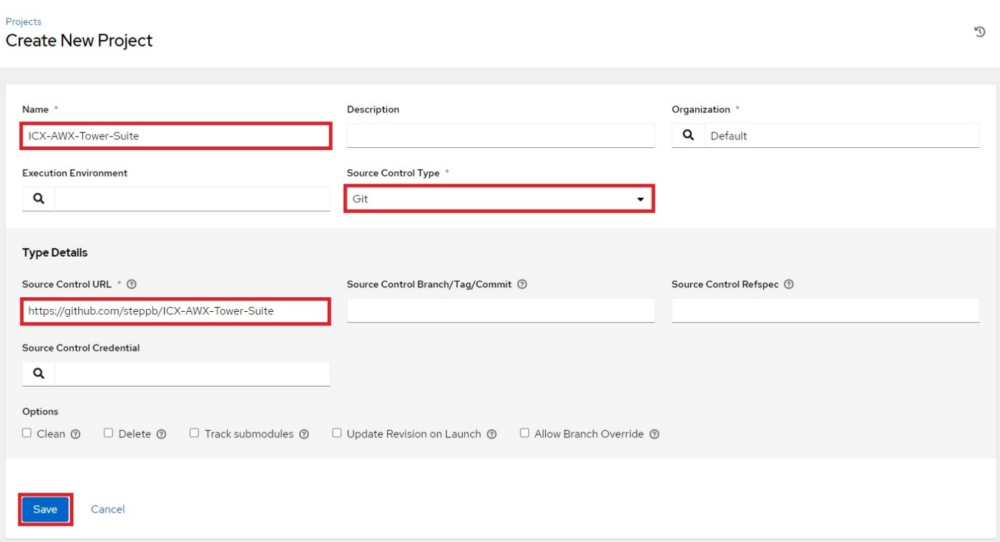 Projects
Create New Project
Name * Description Organization *
ICX-AWX-Tower-Suite Default
Execution Environment Source Control Type *
Git
Type Details
Source Control URL * Source Control Branch/Tag/Commit Source Control Refspec
https://github.com/steppb/ICX-AWX-Tower-Suite
Source Control Credential
Options
Clean Delete Track submodules Update Revision on Launch Allow Branch Override
Save Cancel